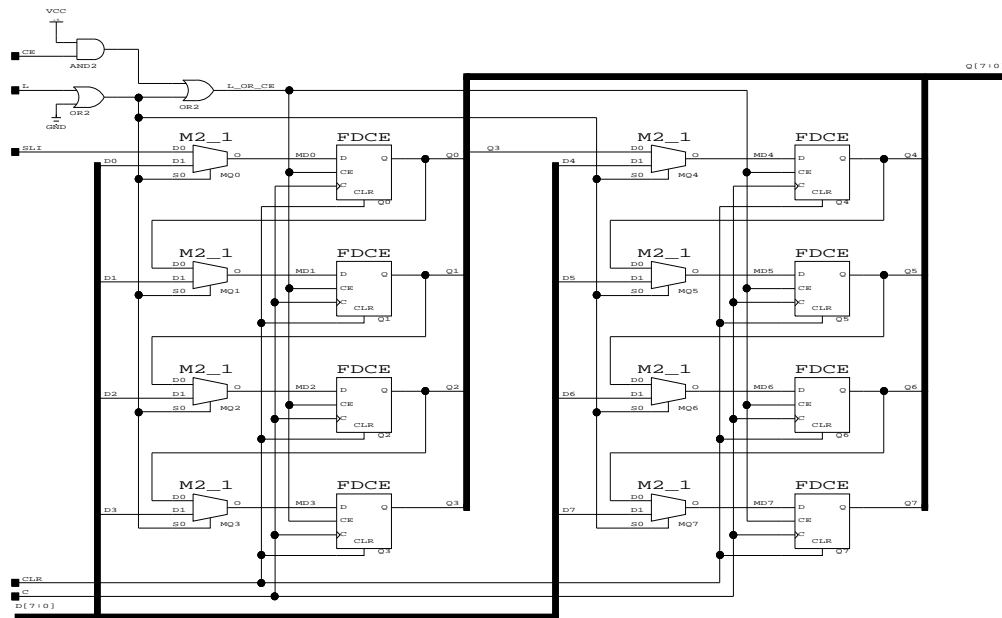 VCC
CE
AND2
Q[7:0
L
L_OR_CE
OR2
OR2
GND
M2_1 FDCE M2_1 FDCE
SLI D0 Q3 D0
D0 D1 O MD0 D Q Q0 D4 D1 O MD4 D Q Q4
CE CE
S0 MQ0 C S0 MQ4 C
CLR CLR
Q0 Q4
M2_1 FDCE M2_1 FDCE
D0 D0
D1 D1 O MD1 D Q Q1 D5 D1 O MD5 D Q Q5
CE CE
S0 MQ1 C S0 MQ5 C
CLR CLR
Q1 Q5
M2_1 FDCE M2_1 FDCE
D0 D0
D2 D1 O MD2 D Q Q2 D6 D1 O MD6 D Q Q6
CE CE
S0 MQ2 C S0 MQ6 C
CLR CLR
Q2 Q6
M2_1 FDCE M2_1 FDCE
D0 D0
D3 D1 O MD3 D Q Q3 D7 D1 O MD7 D Q Q7
CE CE
S0 MQ3 C S0 MQ7 C
CLR CLR
Q3 Q7
CLR
C
D[7:0]